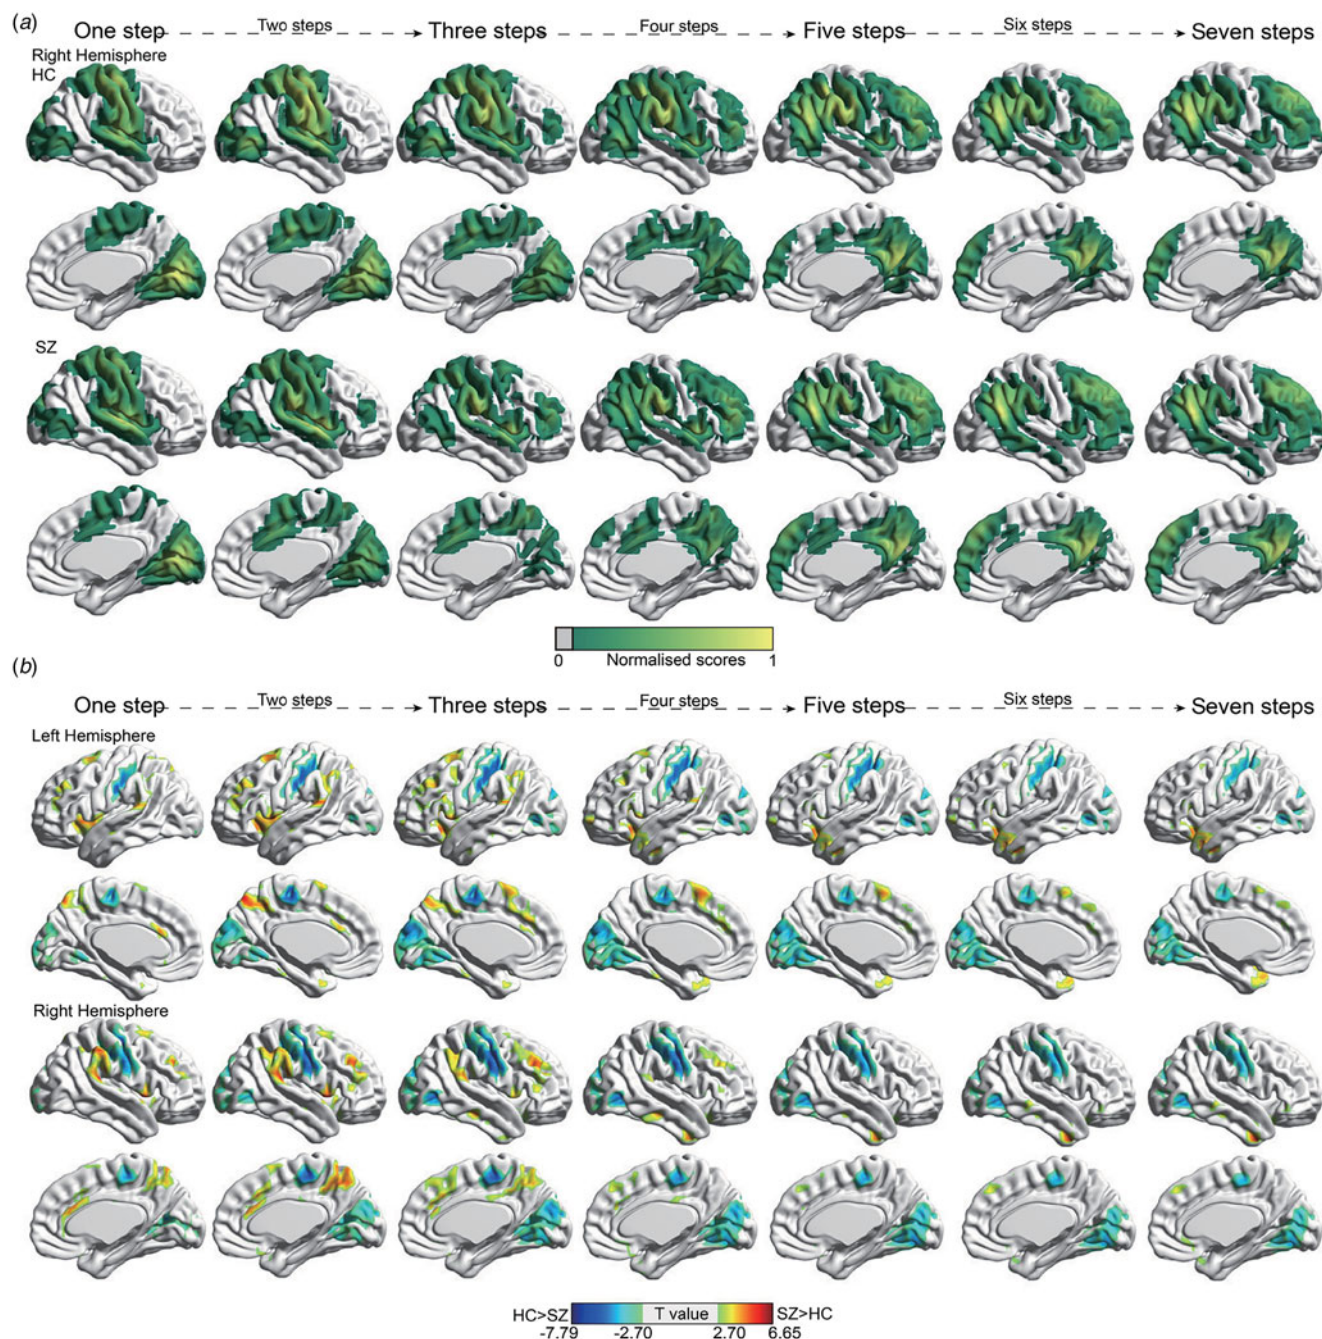 (a)
One step Two steps Three steps Four steps Five steps Six steps Seven steps
Right Hemisphere
HC
SZ
0 Normalised scores 1
(b)
One step Two steps Three steps Four steps Five steps Six steps Seven steps
Left Hemisphere
Right Hemisphere
HC>SZ T value SZ>HC
-7.79 -2.70 2.70 6.65